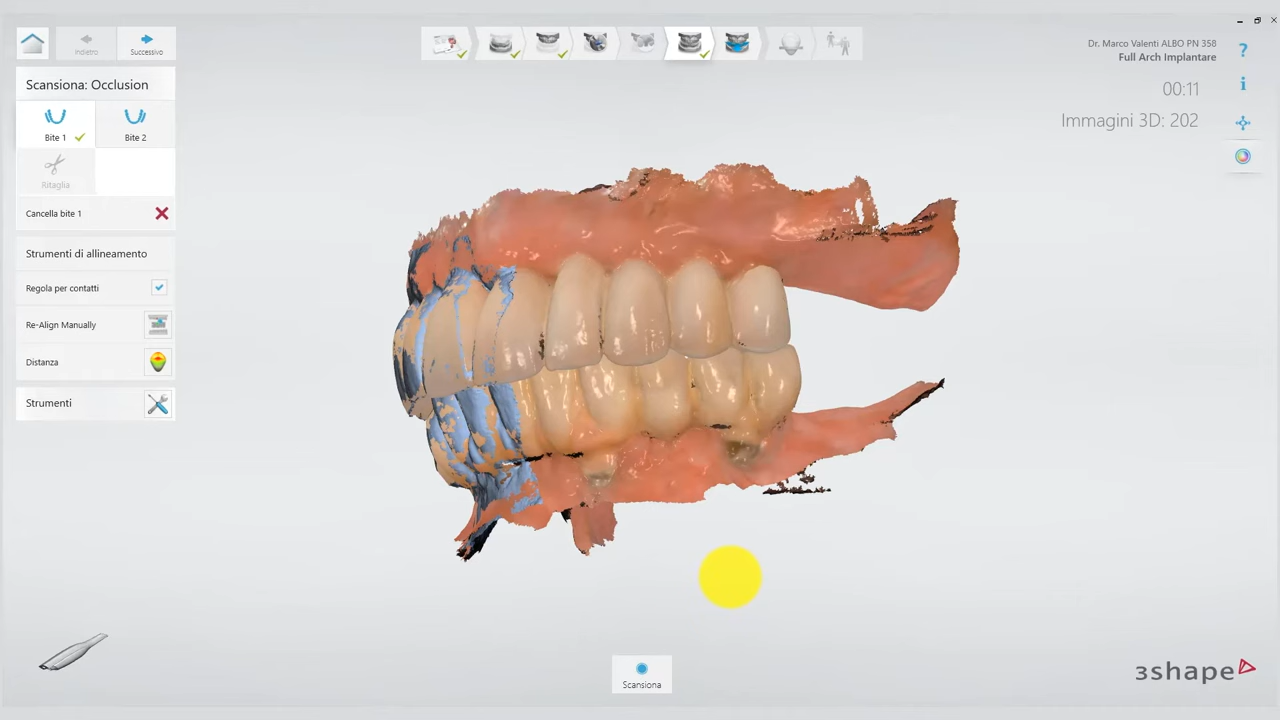 Indietro
Successivo
Dr. Marco Valenti ALBO PN 358
Full Arch Implantare
?
i
00:11
Immagini 3D: 202
Scansiona: Occlusion
Bite 1
Bite 2
Ritaglia
Cancella bite 1
Strumenti di allineamento
Regola per contatti
Re-Align Manually
Distanza
Strumenti
Scansiona
3shape